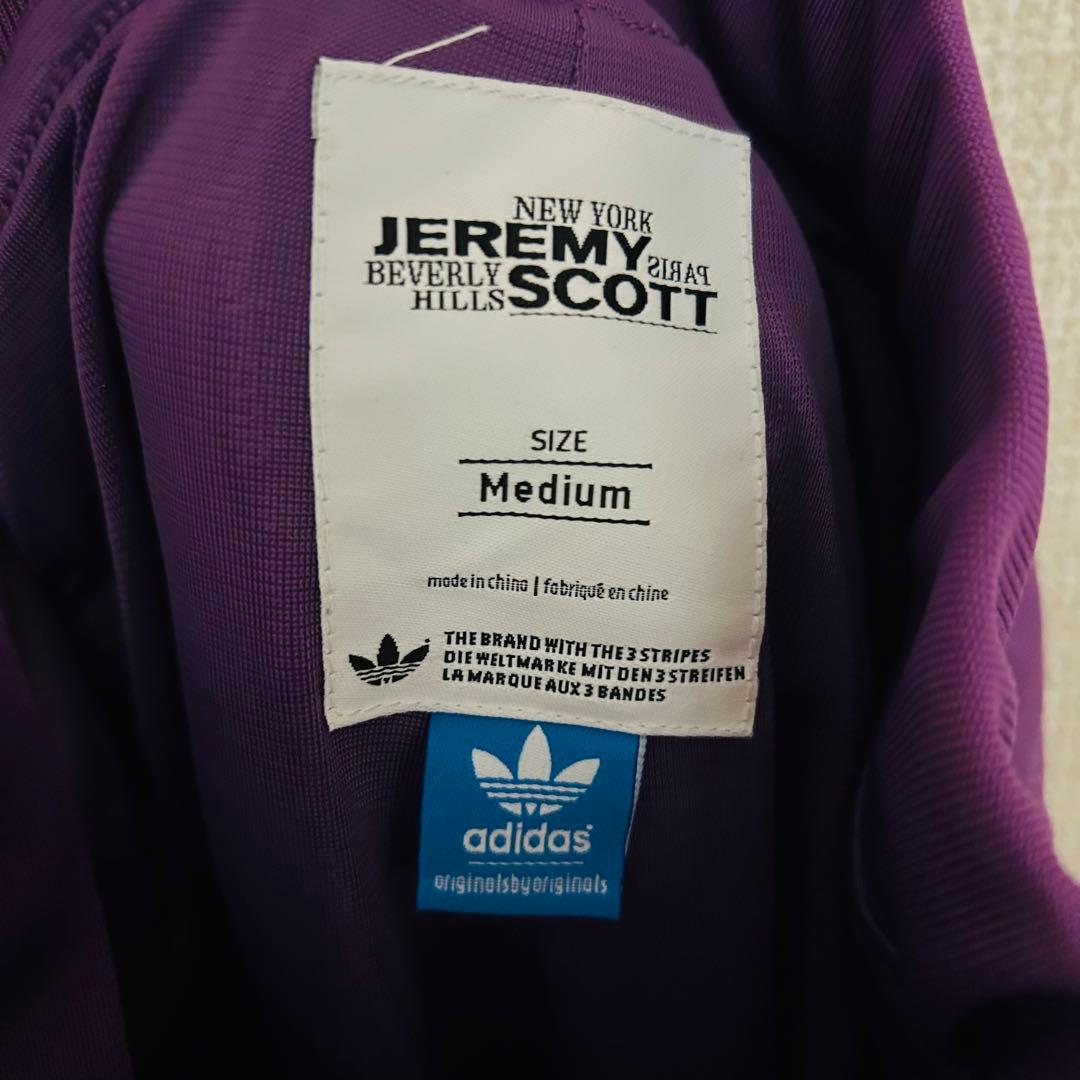 NEW YORK
JEREMY
PARIS
BEVERLY
HILLS SCOTT
SIZE
Medium
made in china | fabriqué en chine
THE BRAND WITH THE 3 STRIPES
DIE WELTMARKE MIT DEN 3 STREIFEN
LA MARQUE AUX 3 BANDES
adidas
originalsbyoriginals